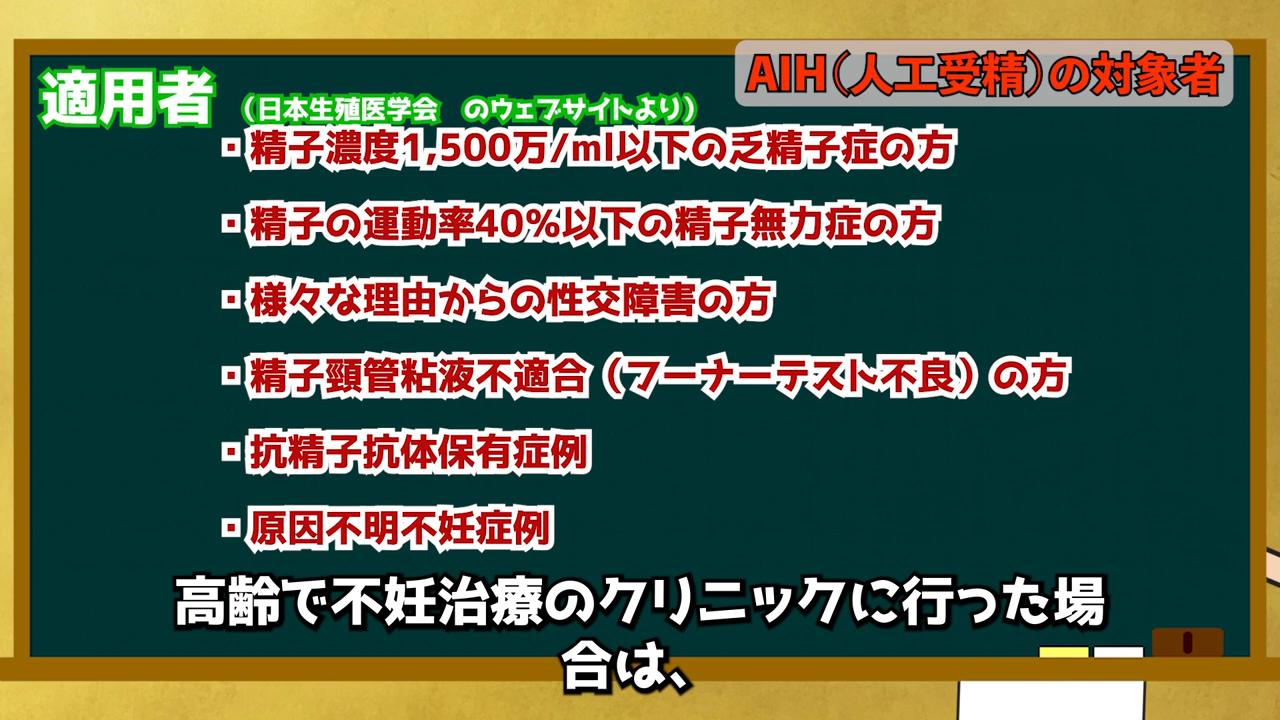 AIH（人工受精）の対象者
適用者 （日本生殖医学会　のウェブサイトより）
・精子濃度1,500万/ml以下の乏精子症の方
・精子の運動率40%以下の精子無力症の方
・様々な理由からの性交障害の方
・精子頸管粘液不適合（フーナーテスト不良）の方
・抗精子抗体保有症例
・原因不明不妊症例
高齢で不妊治療のクリニックに行った場
合は、